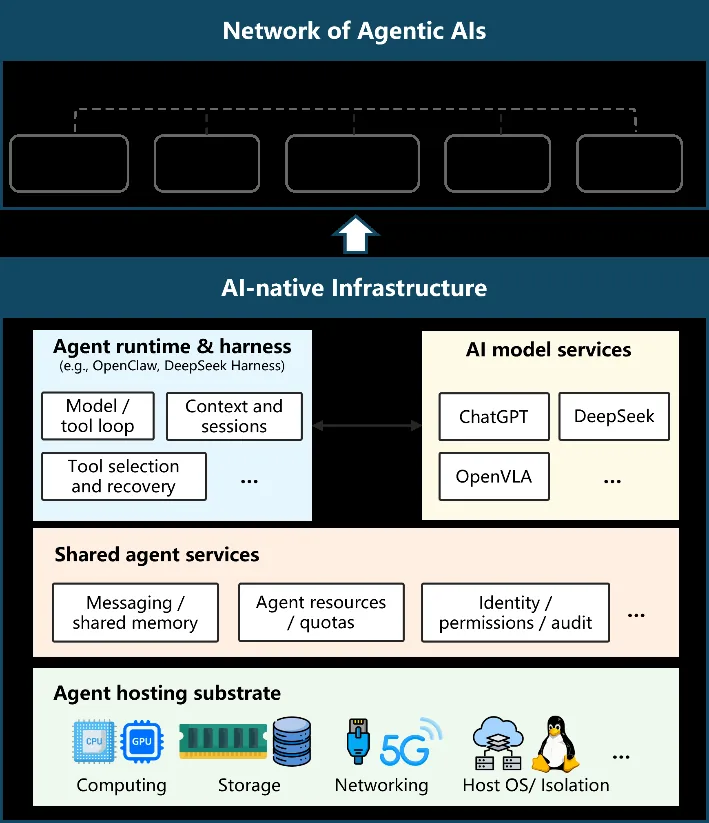 Network of Agentic AIs
AI-native Infrastructure
Agent runtime & harness
(e.g., OpenClaw, DeepSeek Harness)
Model /
tool loop
Context and
sessions
Tool selection
and recovery
...
AI model services
ChatGPT
DeepSeek
OpenVLA
...
Shared agent services
Messaging /
shared memory
Agent resources
/ quotas
Identity /
permissions / audit
...
Agent hosting substrate
CPU
GPU
5G
Computing
Storage
Networking
Host OS/ Isolation
...